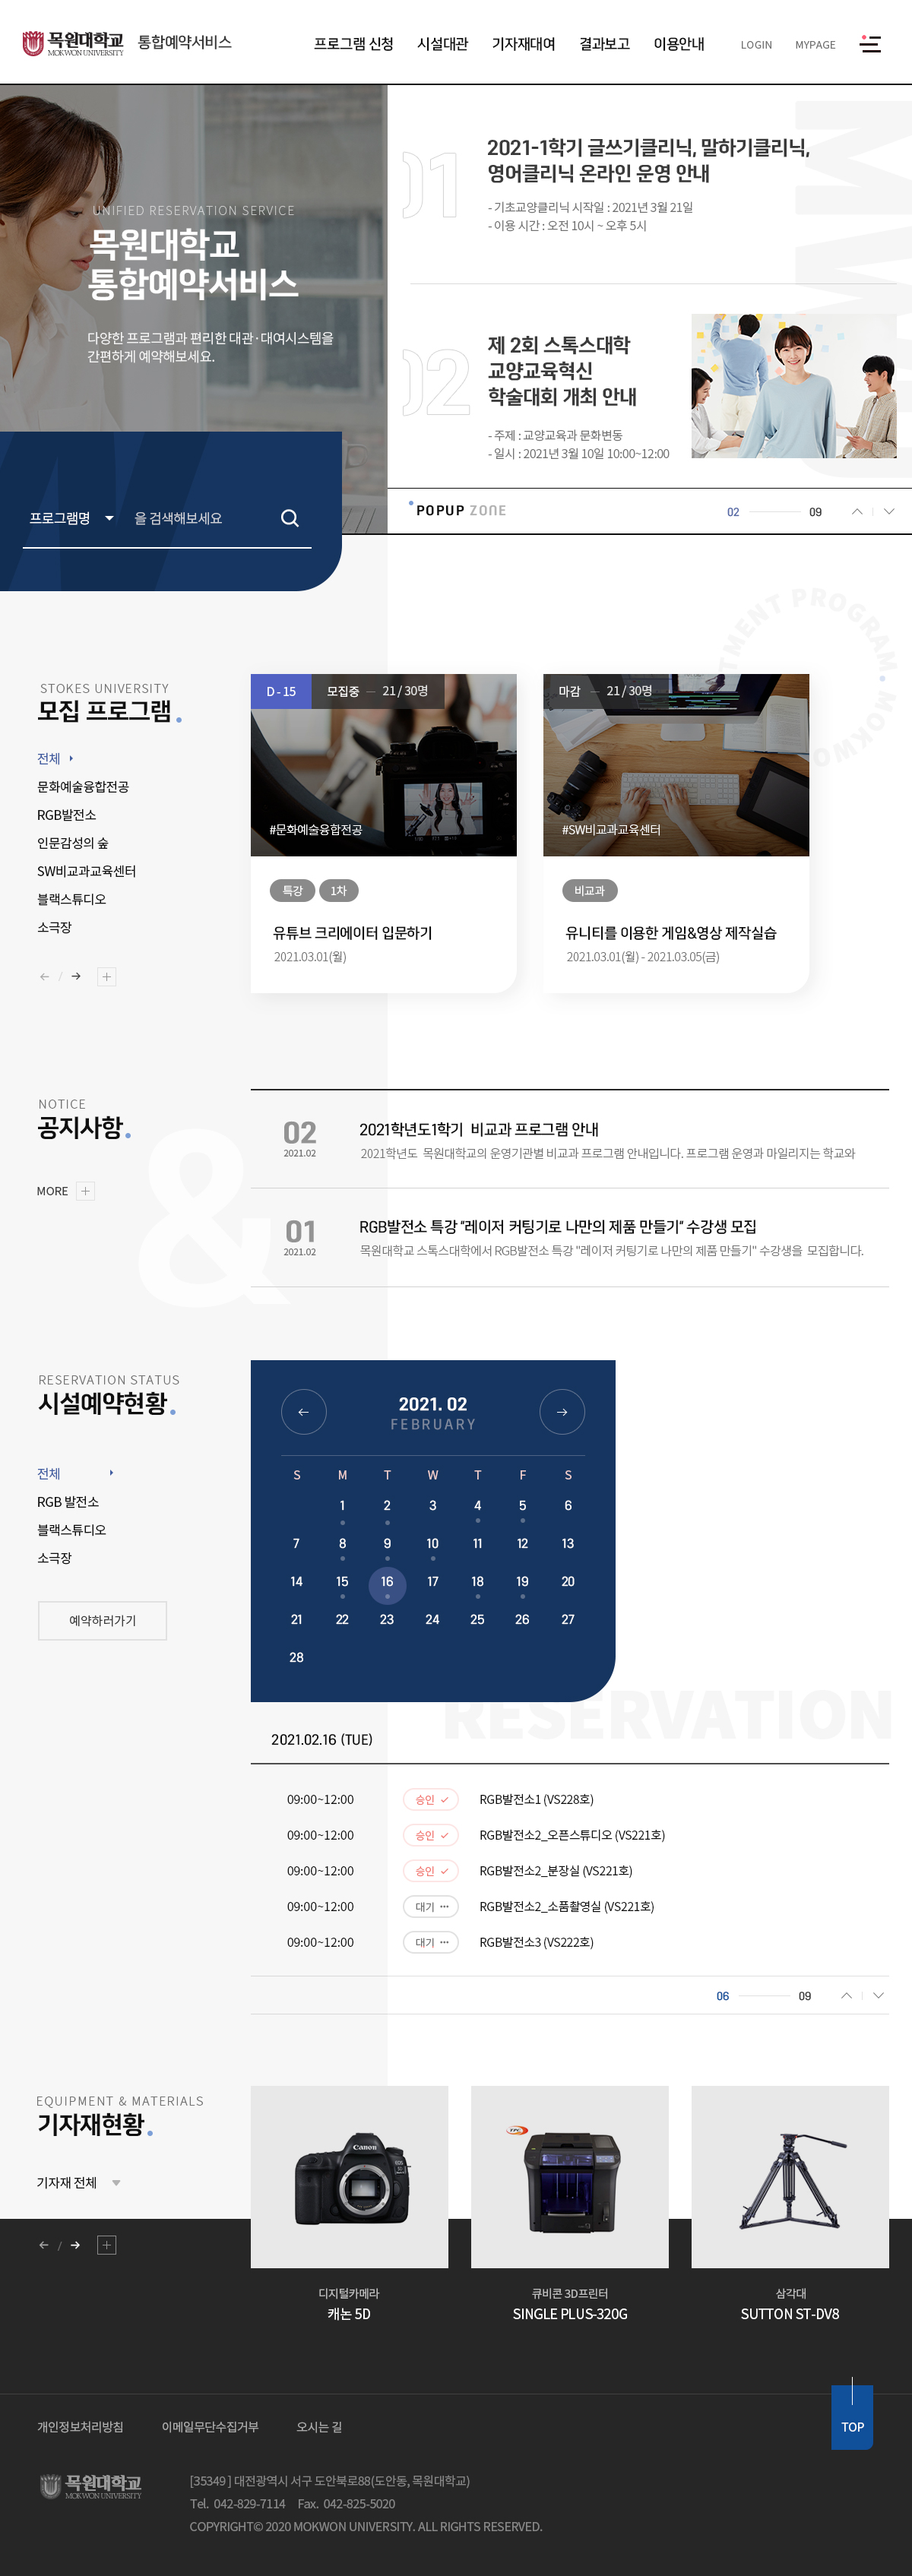 목원대학교
MOKWON UNIVERSITY
통합예약서비스
프로그램 신청
시설대관
기자재대여
결과보고
이용안내
LOGIN
MYPAGE
UNIFIED RESERVATION SERVICE
목원대학교
통합예약서비스
다양한 프로그램과 편리한 대관·대여시스템을
간편하게 예약해보세요.
프로그램명
을 검색해보세요
01
2021-1학기 글쓰기클리닉, 말하기클리닉,
영어클리닉 온라인 운영 안내
- 기초교양클리닉 시작일 : 2021년 3월 21일
- 이용 시간 : 오전 10시 ~ 오후 5시
02
제 2회 스톡스대학
교양교육혁신
학술대회 개최 안내
- 주제 : 교양교육과 문화변동
- 일시 : 2021년 3월 10일 10:00~12:00
POPUP ZONE
02
09
TMENT PROGRAM • MOKWO
STOKES UNIVERSITY
모집 프로그램
전체
문화예술융합전공
RGB발전소
인문감성의 숲
SW비교과교육센터
블랙스튜디오
소극장
/
D - 15
모집중 — 21 / 30명
#문화예술융합전공
특강
1차
유튜브 크리에이터 입문하기
2021.03.01(월)
마감 — 21 / 30명
#SW비교과교육센터
비교과
유니티를 이용한 게임&영상 제작실습
2021.03.01(월) - 2021.03.05(금)
NOTICE
공지사항
MORE
&
02
2021.02
2021학년도1학기 비교과 프로그램 안내
2021학년도 목원대학교의 운영기관별 비교과 프로그램 안내입니다. 프로그램 운영과 마일리지는 학교와
01
2021.02
RGB발전소 특강 "레이저 커팅기로 나만의 제품 만들기" 수강생 모집
목원대학교 스톡스대학에서 RGB발전소 특강 "레이저 커팅기로 나만의 제품 만들기" 수강생을 모집합니다.
RESERVATION STATUS
시설예약현황
전체
RGB 발전소
블랙스튜디오
소극장
예약하러가기
2021. 02
FEBRUARY
S M T W T F S
1 2 3 4 5 6
7 8 9 10 11 12 13
14 15 16 17 18 19 20
21 22 23 24 25 26 27
28
RESERVATION
2021.02.16 (TUE)
09:00~12:00 승인 RGB발전소1 (VS228호)
09:00~12:00 승인 RGB발전소2_오픈스튜디오 (VS221호)
09:00~12:00 승인 RGB발전소2_분장실 (VS221호)
09:00~12:00 대기 RGB발전소2_소품촬영실 (VS221호)
09:00~12:00 대기 RGB발전소3 (VS222호)
06
09
EQUIPMENT & MATERIALS
기자재현황
기자재 전체
/
Canon
디지털카메라
캐논 5D
큐비콘 3D프린터
SINGLE PLUS-320G
삼각대
SUTTON ST-DV8
개인정보처리방침
이메일무단수집거부
오시는 길
TOP
목원대학교
MOKWON UNIVERSITY
[35349 ] 대전광역시 서구 도안북로88(도안동, 목원대학교)
Tel. 042-829-7114 Fax. 042-825-5020
COPYRIGHT© 2020 MOKWON UNIVERSITY. ALL RIGHTS RESERVED.